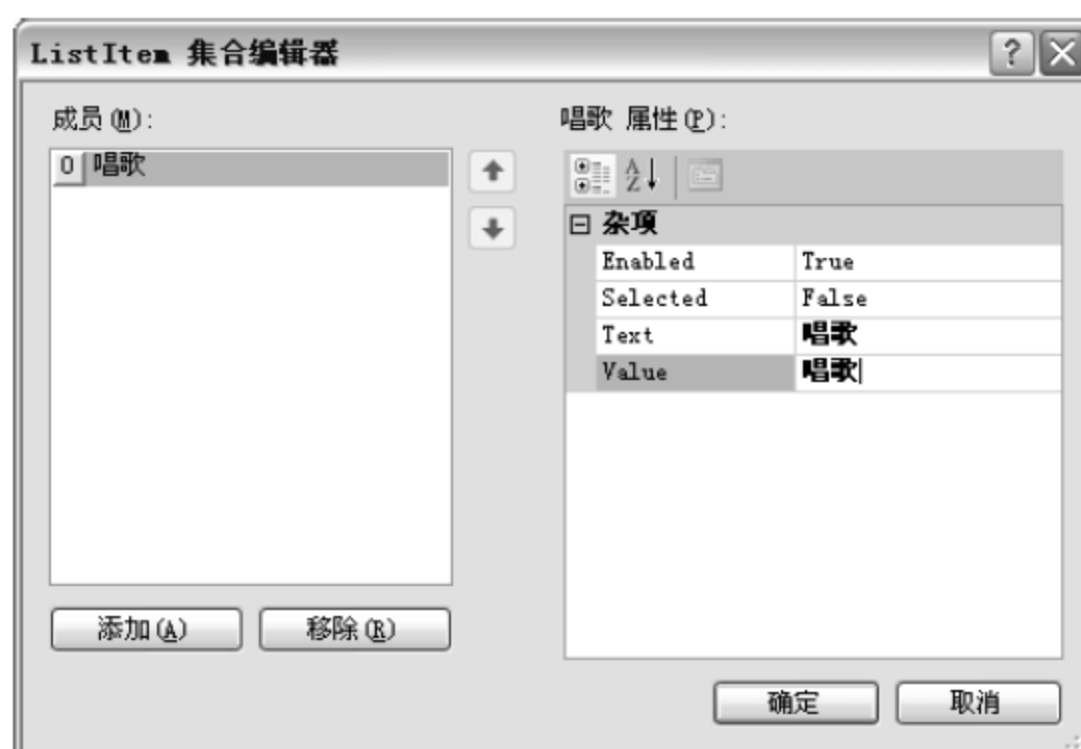 ListItem 集合编辑器
成员(M):
0 唱歌
添加(A) 移除(R)
唱歌 属性(P):
杂项
Enabled True
Selected False
Text 唱歌
Value 唱歌
确定 取消